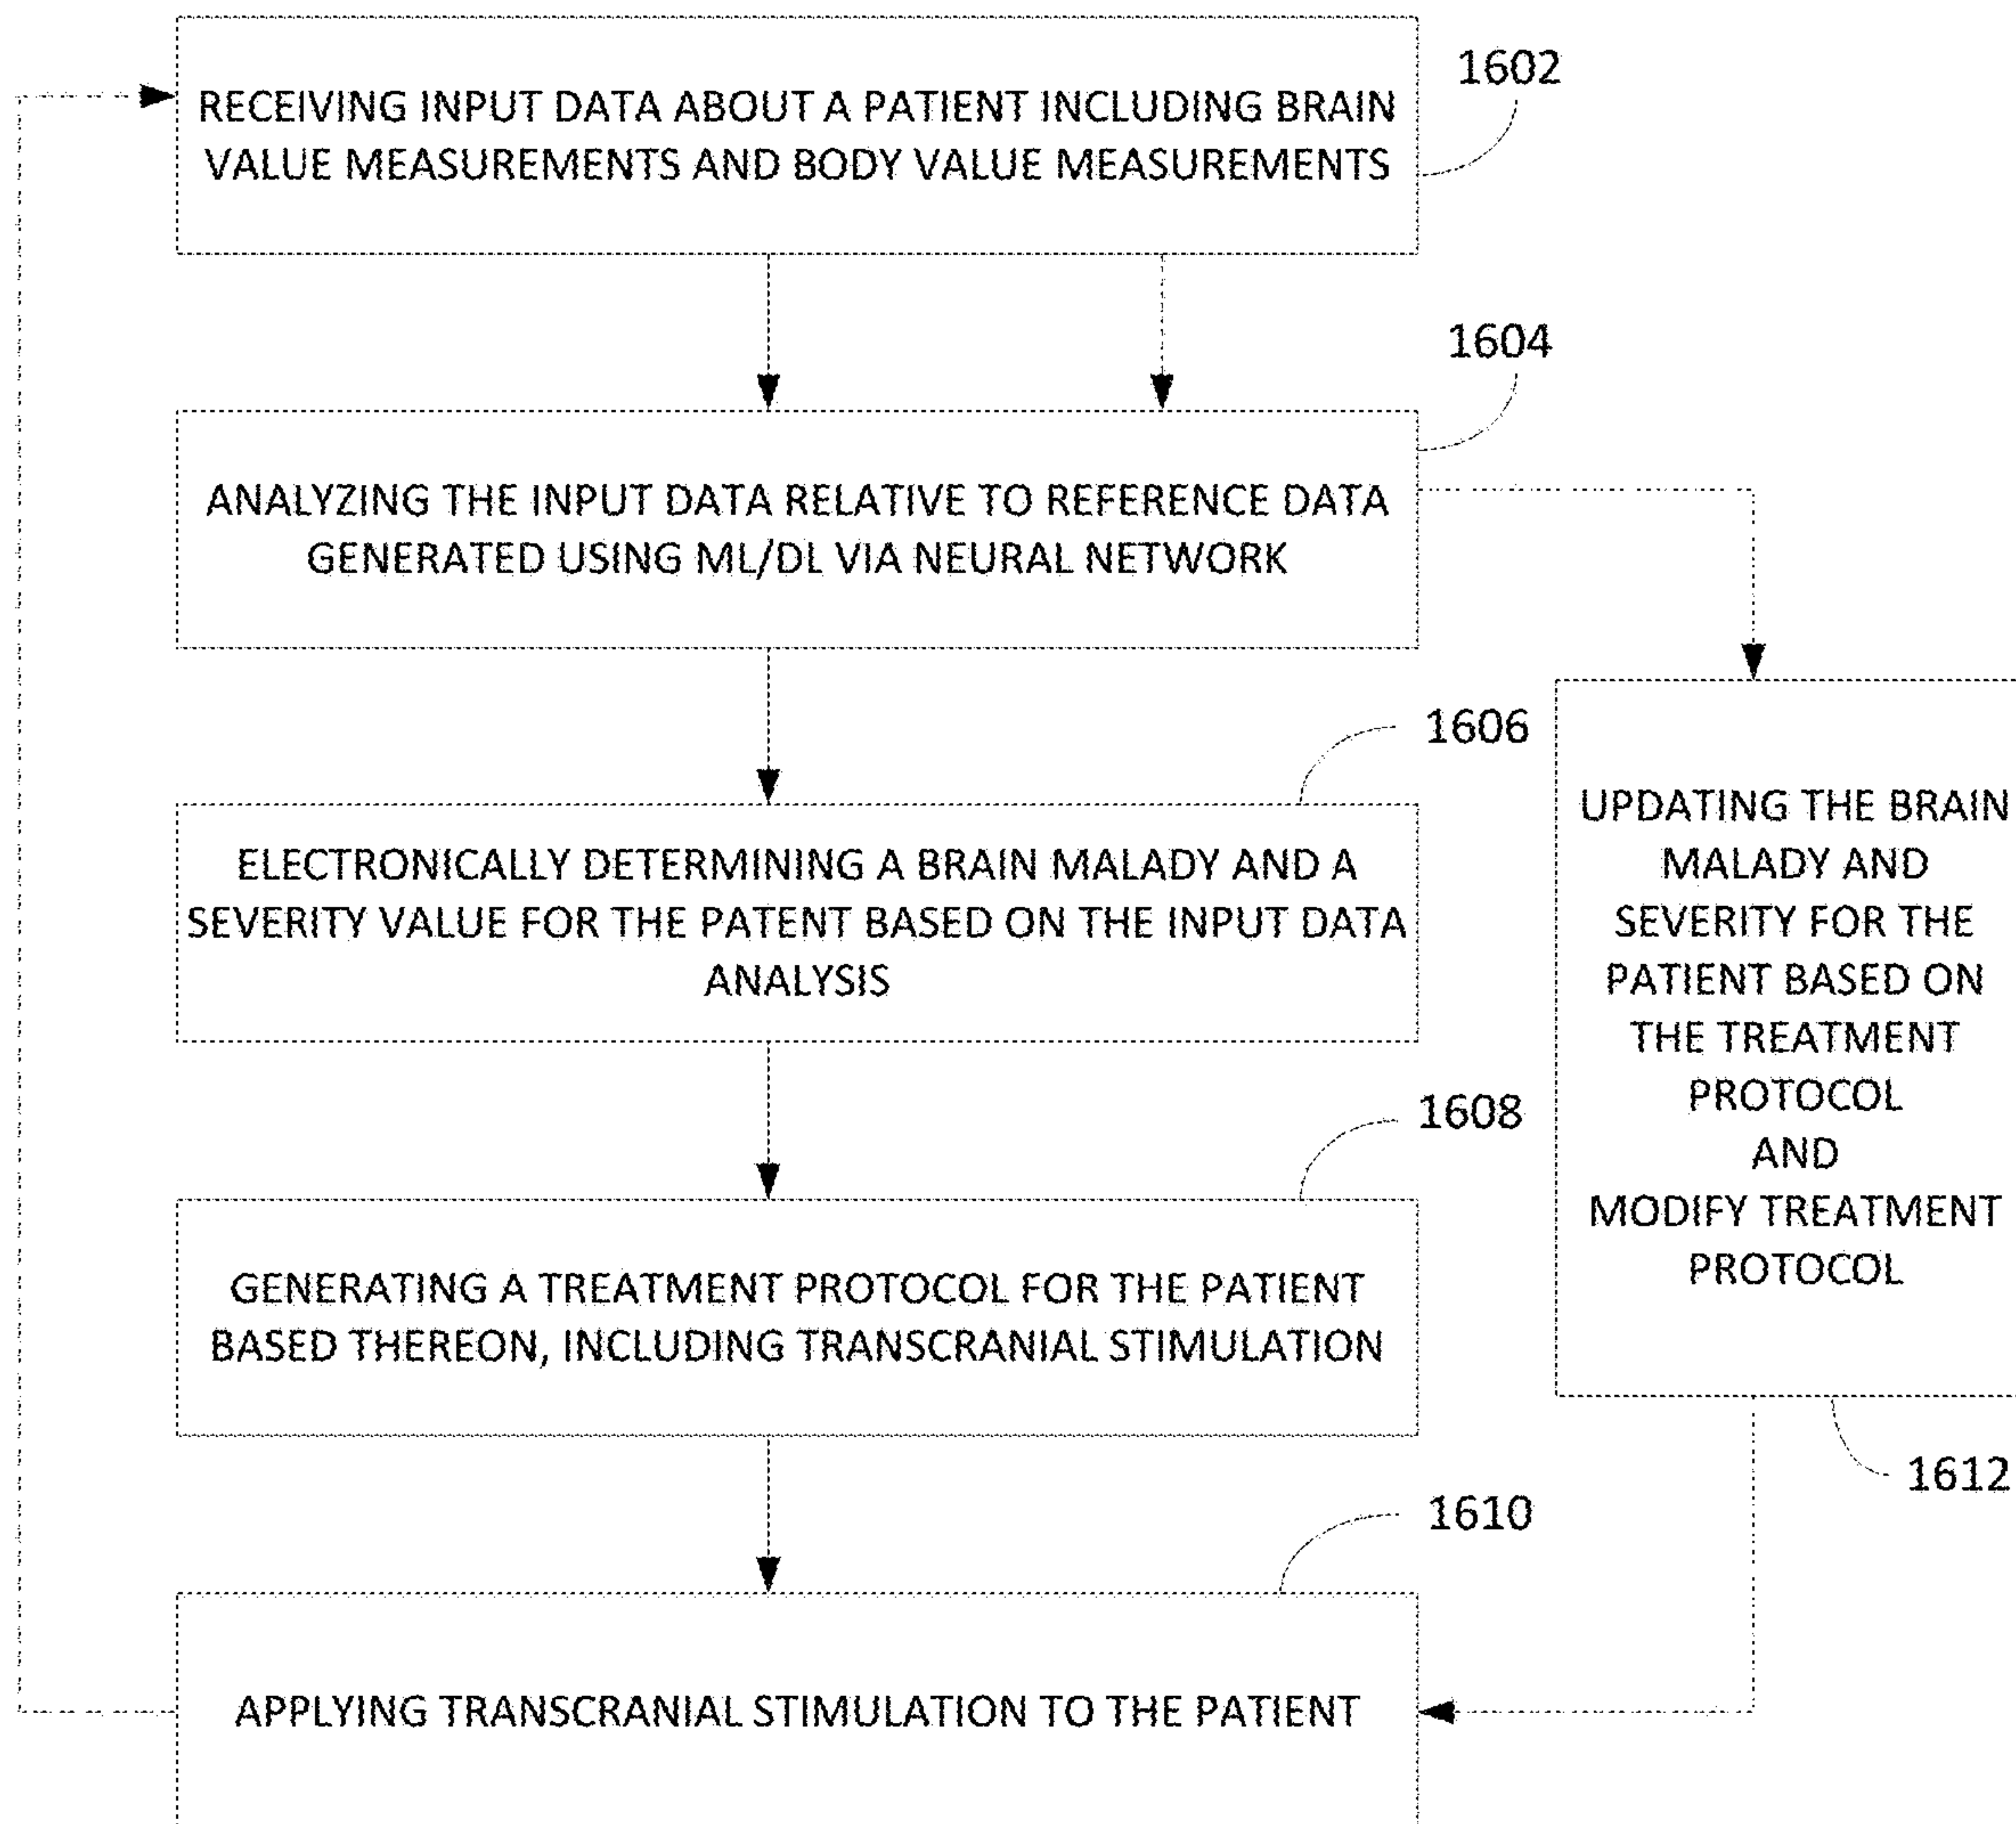 RECEIVING INPUT DATA ABOUT A PATIENT INCLUDING BRAIN
VALUE MEASUREMENTS AND BODY VALUE MEASUREMENTS
1602
1604
ANALYZING THE INPUT DATA RELATIVE TO REFERENCE DATA
GENERATED USING ML/DL VIA NEURAL NETWORK
1606
ELECTRONICALLY DETERMINING A BRAIN MALADY AND A
SEVERITY VALUE FOR THE PATENT BASED ON THE INPUT DATA
ANALYSIS
UPDATING THE BRAIN
MALADY AND
SEVERITY FOR THE
PATIENT BASED ON
THE TREATMENT
PROTOCOL
AND
MODIFY TREATMENT
PROTOCOL
1608
GENERATING A TREATMENT PROTOCOL FOR THE PATIENT
BASED THEREON, INCLUDING TRANSCRANIAL STIMULATION
1612
1610
APPLYING TRANSCRANIAL STIMULATION TO THE PATIENT